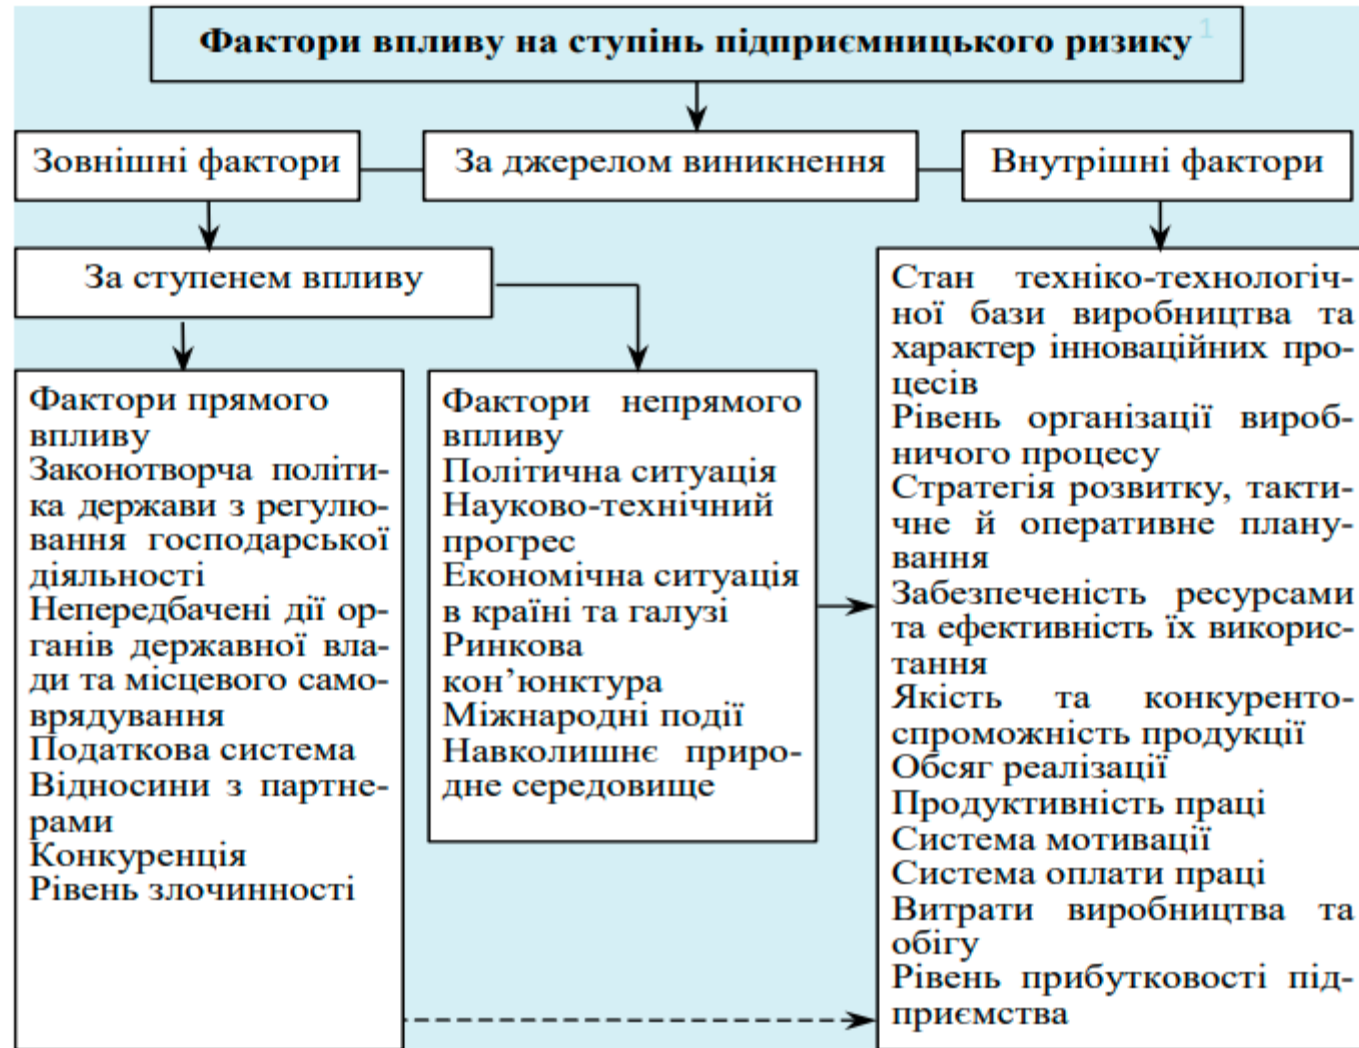 Фактори впливу на ступінь підприємницького ризику 1
Зовнішні фактори
За джерелом виникнення
Внутрішні фактори
За ступенем впливу
Фактори прямого
впливу
Законотворча політи-
ка держави з регулю-
вання господарської
діяльності
Непередбачені дії ор-
ганів державної вла-
ди та місцевого само-
врядування
Податкова система
Відносини з партне-
рами
Конкуренція
Рівень злочинності
Фактори непрямого
впливу
Політична ситуація
Науково-технічний
прогрес
Економічна ситуація
в країні та галузі
Ринкова
кон’юнктура
Міжнародні події
Навколишнє приро-
дне середовище
Стан техніко-технологіч-
ної бази виробництва та
характер інноваційних про-
цесів
Рівень організації вироб-
ничого процесу
Стратегія розвитку, такти-
чне й оперативне плану-
вання
Забезпеченість ресурсами
та ефективність їх викорис-
тання
Якість та конкуренто-
спроможність продукції
Обсяг реалізації
Продуктивність праці
Система мотивації
Система оплати праці
Витрати виробництва та
обігу
Рівень прибутковості під-
приємства